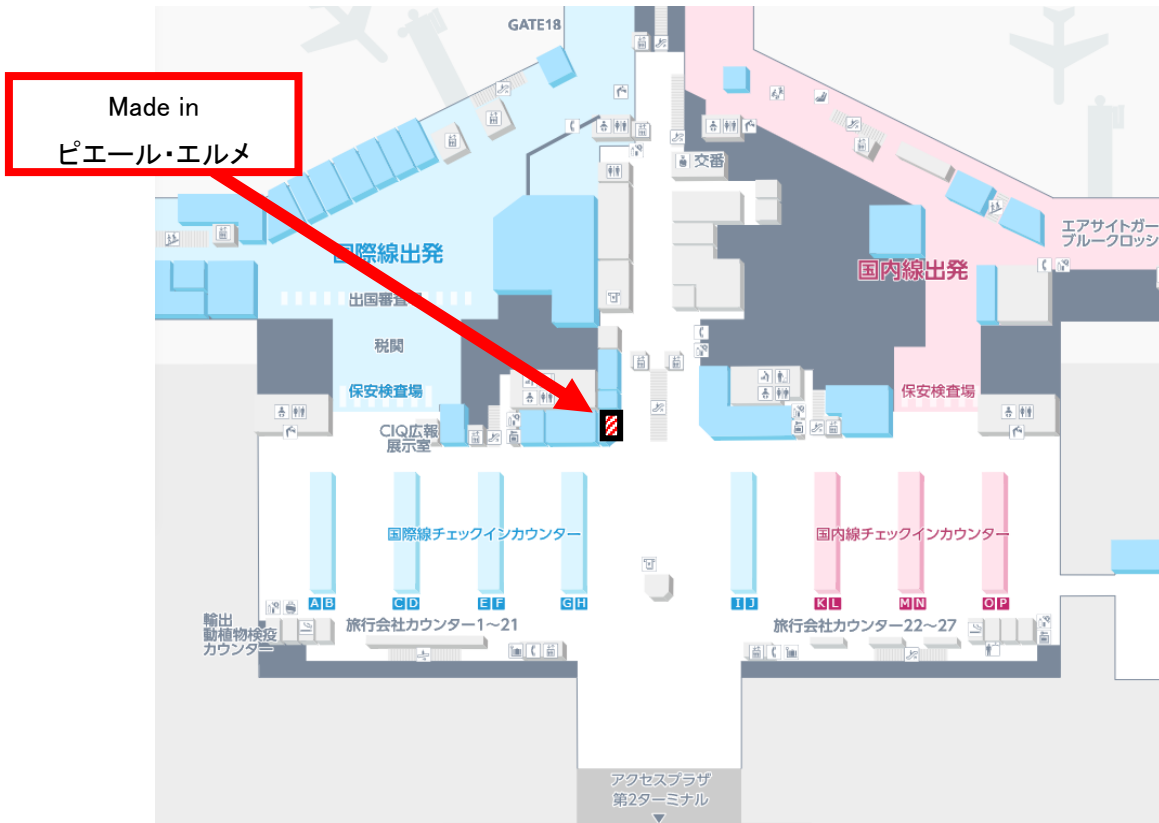 GATE18
Made in
ピエール・エルメ
交番
エアサイトガー
ブルークロッシ
国際線出発
国内線出発
出国審査
税関
保安検査場
保安検査場
CIQ広報
展示室
国際線チェックインカウンター
国内線チェックインカウンター
A B
C D
E F
G H
I J
K L
M N
O P
輸出
動植物検疫
カウンター
旅行会社カウンター1~21
旅行会社カウンター22~27
アクセスプラザ
第2ターミナル